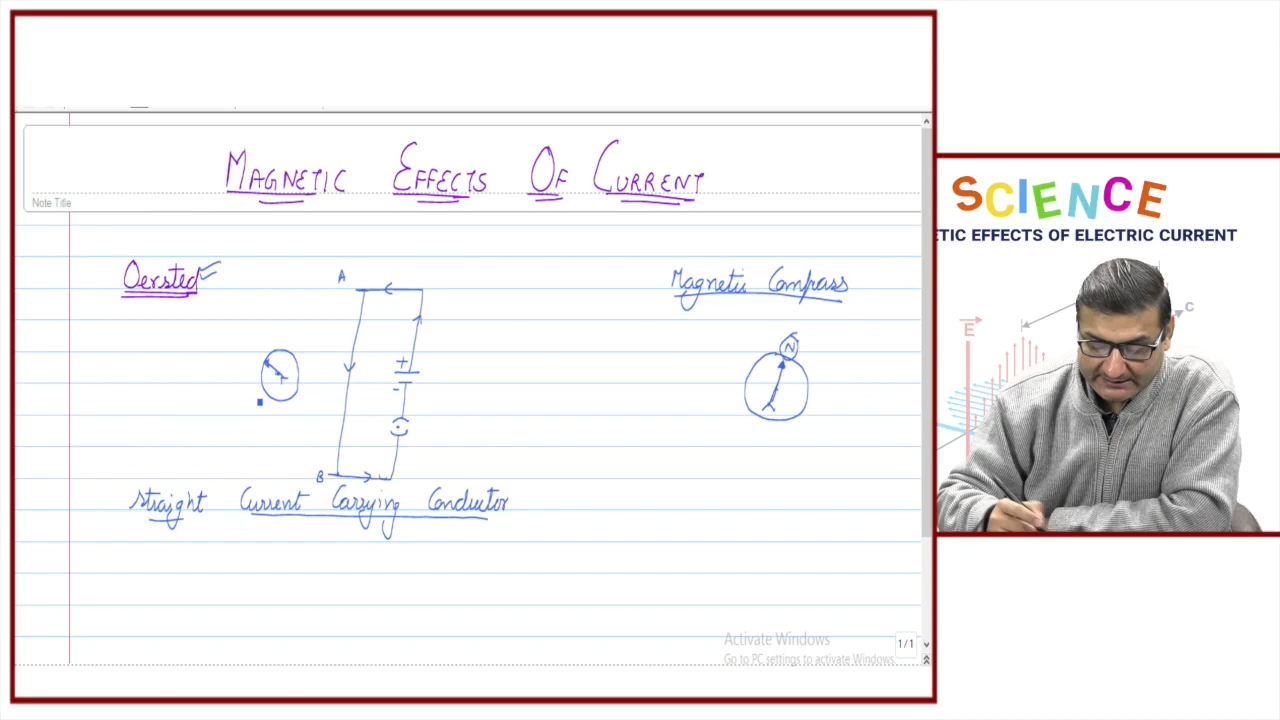 MAGNETIC EFFECTS OF CURRENT
Note Title
Oersted
A
Magnetic Compass
N
+
-
B
Straight Current Carrying Conductor
Activate Windows
Go to PC settings to activate Windows.
1/1
SCIENCE
ETIC EFFECTS OF ELECTRIC CURRENT
E
C